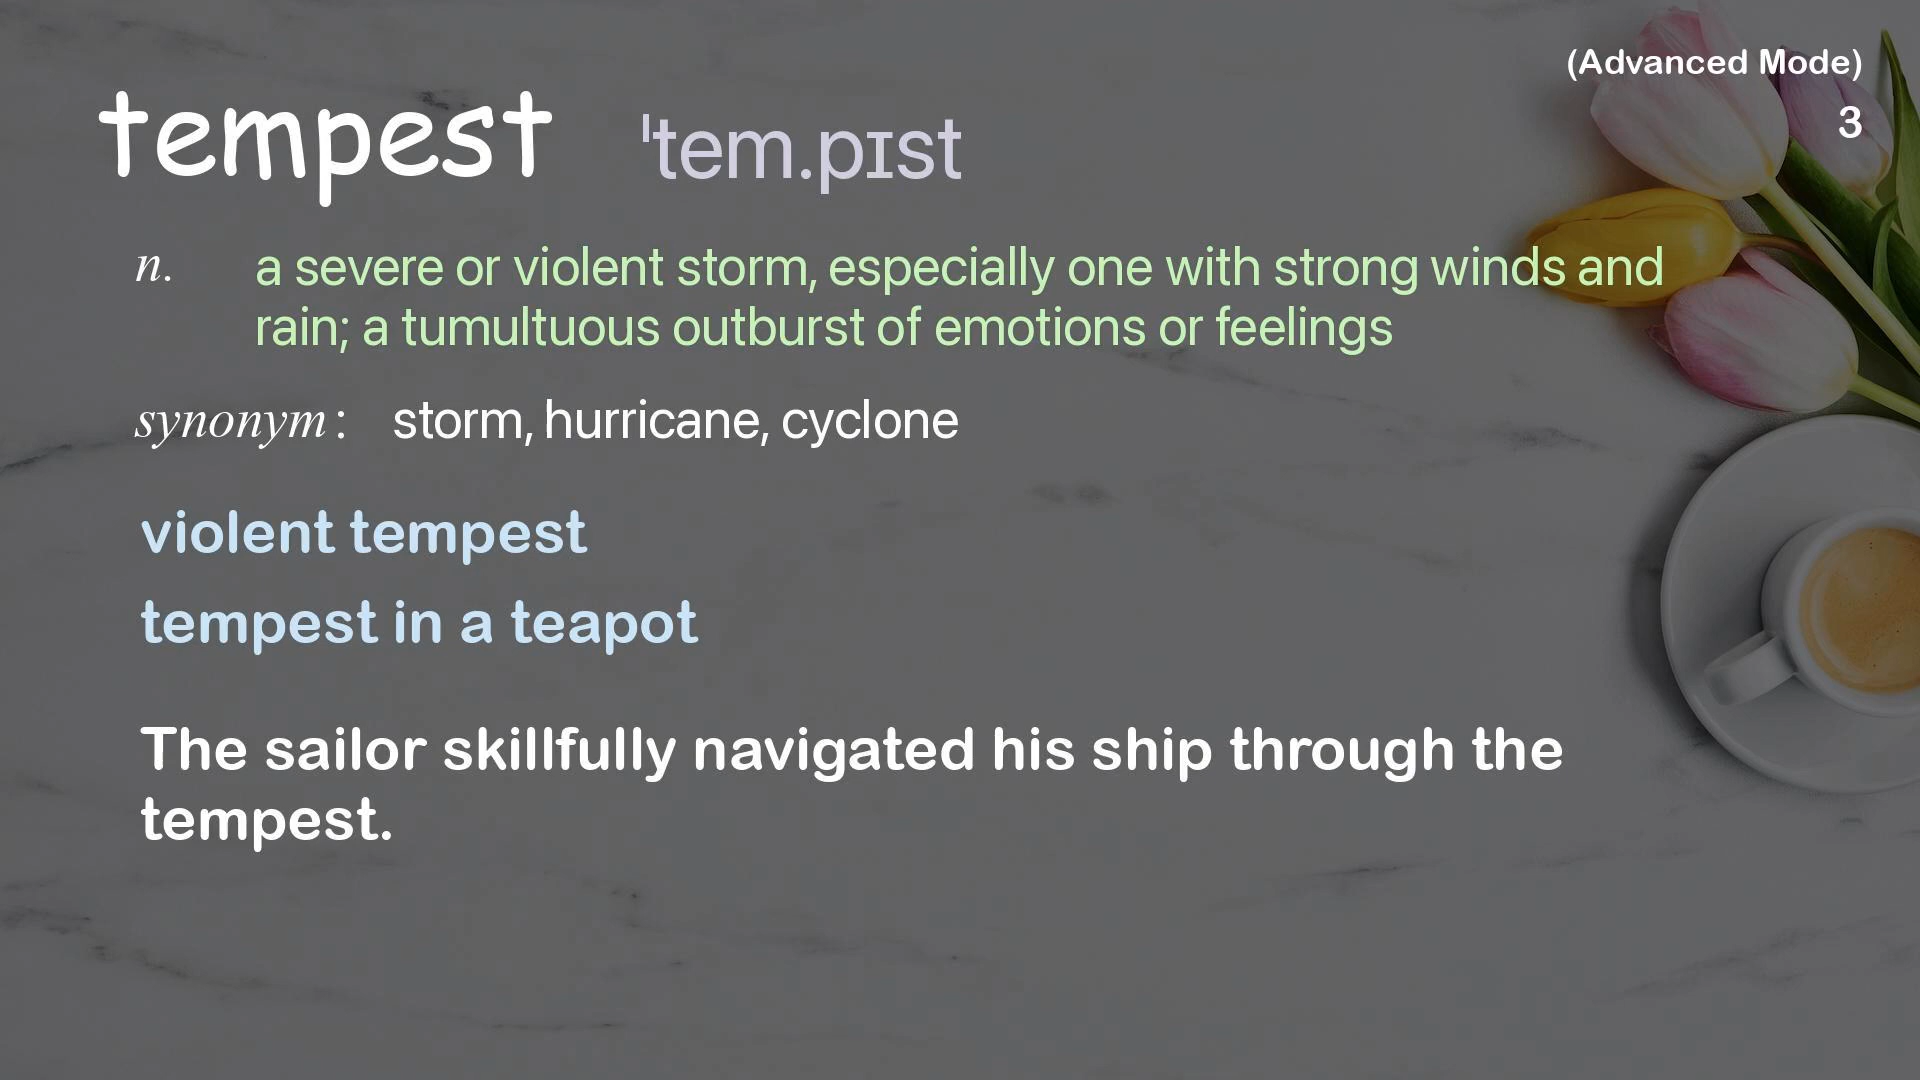 (Advanced Mode)
tempest ˈtem.pɪst
3
n. a severe or violent storm, especially one with strong winds and
rain; a tumultuous outburst of emotions or feelings
synonym: storm, hurricane, cyclone
violent tempest
tempest in a teapot
The sailor skillfully navigated his ship through the
tempest.